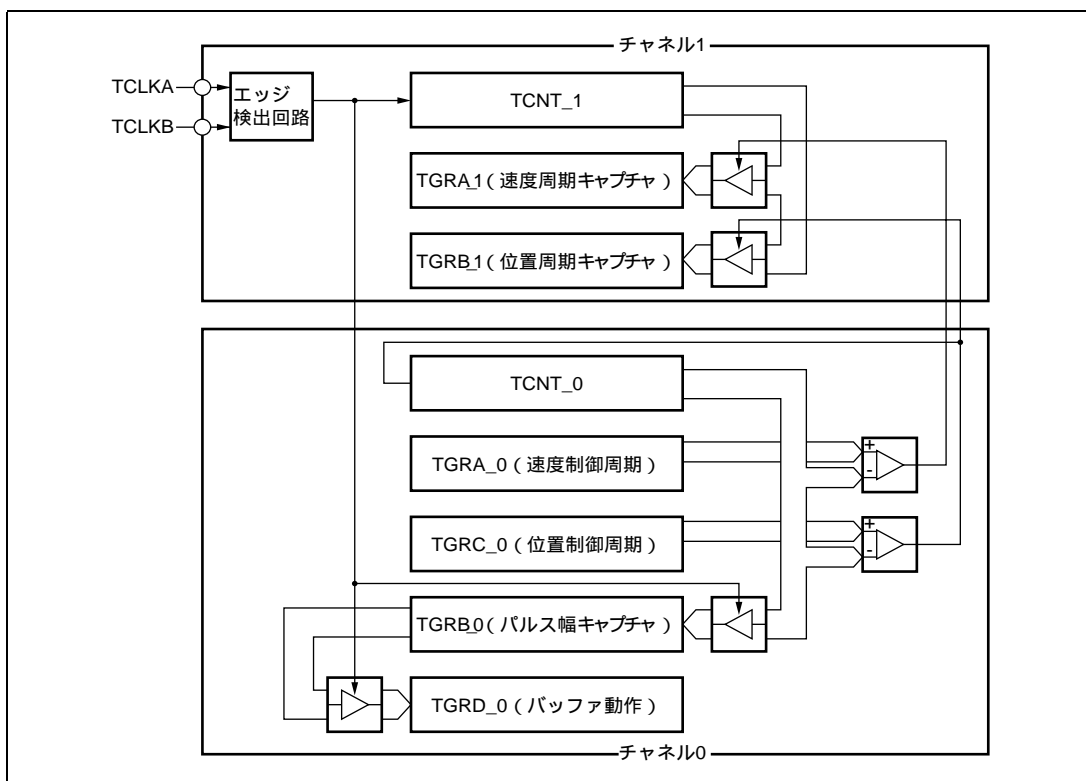 チャネル1
TCLKA
TCLKB
エッジ
検出回路
TCNT_1
TGRA_1(速度周期キャプチャ)
TGRB_1(位置周期キャプチャ)
TCNT_0
TGRA_0(速度制御周期)
+
-
TGRC_0(位置制御周期)
+
-
TGRB_0(パルス幅キャプチャ)
TGRD_0(バッファ動作)
チャネル0